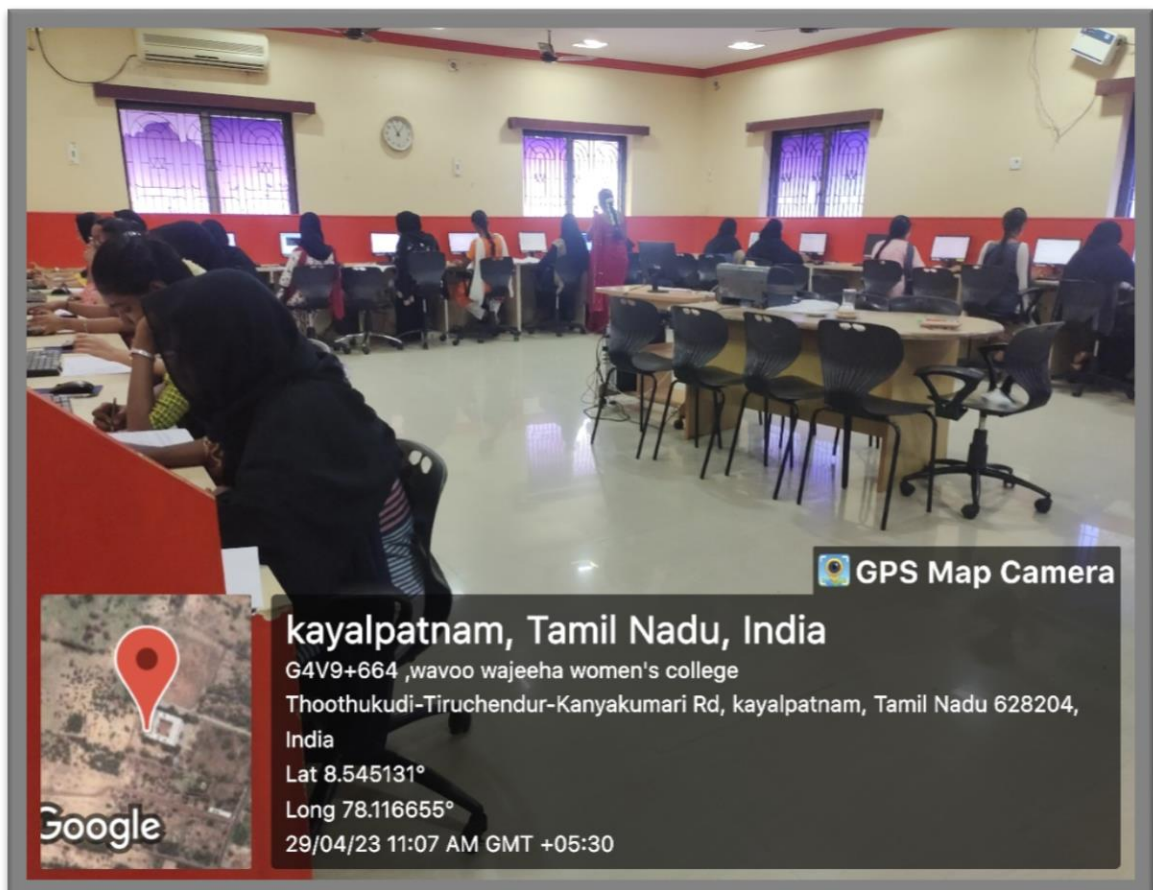 GPS Map Camera
kayalpatnam, Tamil Nadu, India
G4V9+664 ,wavoo wajeeha women's college
Thoothukudi-Tiruchendur-Kanyakumari Rd, kayalpatnam, Tamil Nadu 628204,
India
Lat 8.545131°
Long 78.116655°
29/04/23 11:07 AM GMT +05:30
Google